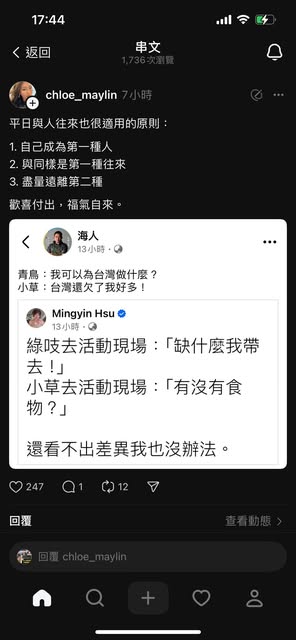 17:44
返回
串文
1,736次瀏覽
chloe_maylin 7小時
平日與人往來也很適用的原則：
1. 自己成為第一種人
2. 與同樣是第一種往來
3. 盡量遠離第二種
歡喜付出，福氣自來。
海人
13小時·
青鳥：我可以為台灣做什麼？
小草：台灣還欠了我好多！
Mingyin Hsu
13小時·
綠吱去活動現場：「缺什麼我帶
去！」
小草去活動現場：「有沒有食
物？」
還看不出差異我也沒辦法。
247 1 12
回覆
查看動態
回覆 chloe_maylin